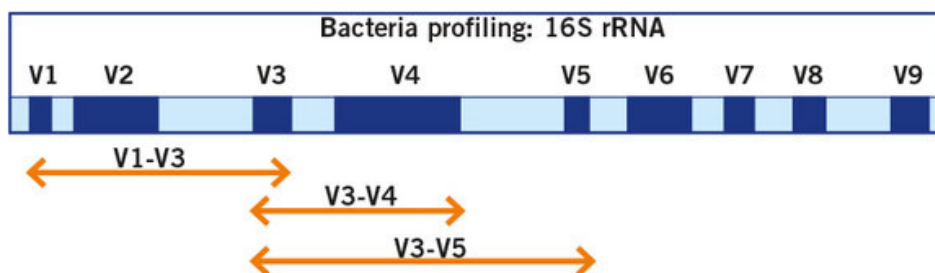 Bacteria profiling: 16S rRNA
V1 V2 V3 V4 V5 V6 V7 V8 V9
V1-V3
V3-V4
V3-V5